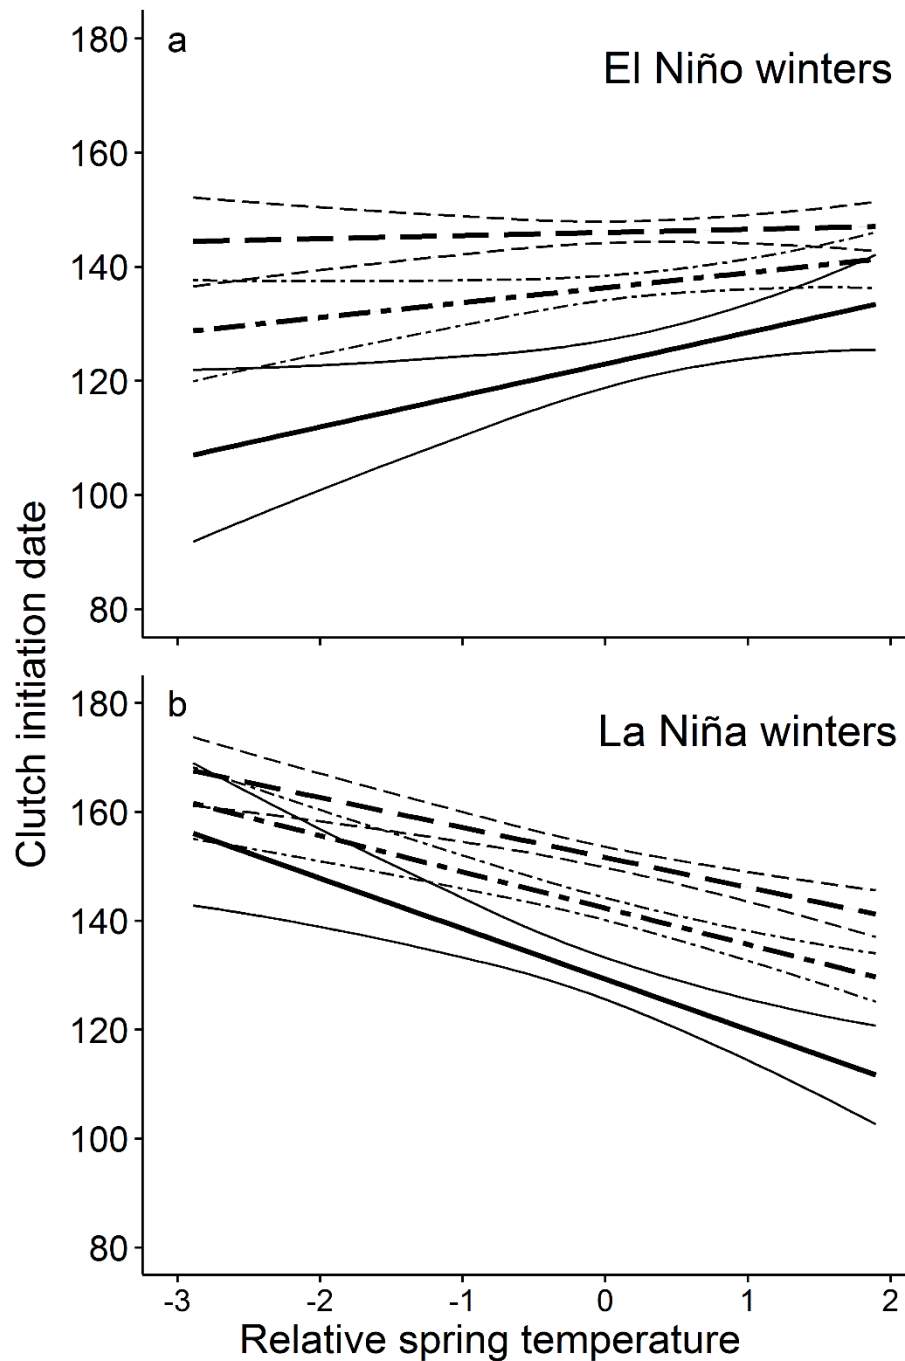 a
El Niño winters
180
160
140
120
100
80
b
La Niña winters
180
160
140
120
100
80
Clutch initiation date
-3 -2 -1 0 1 2
Relative spring temperature